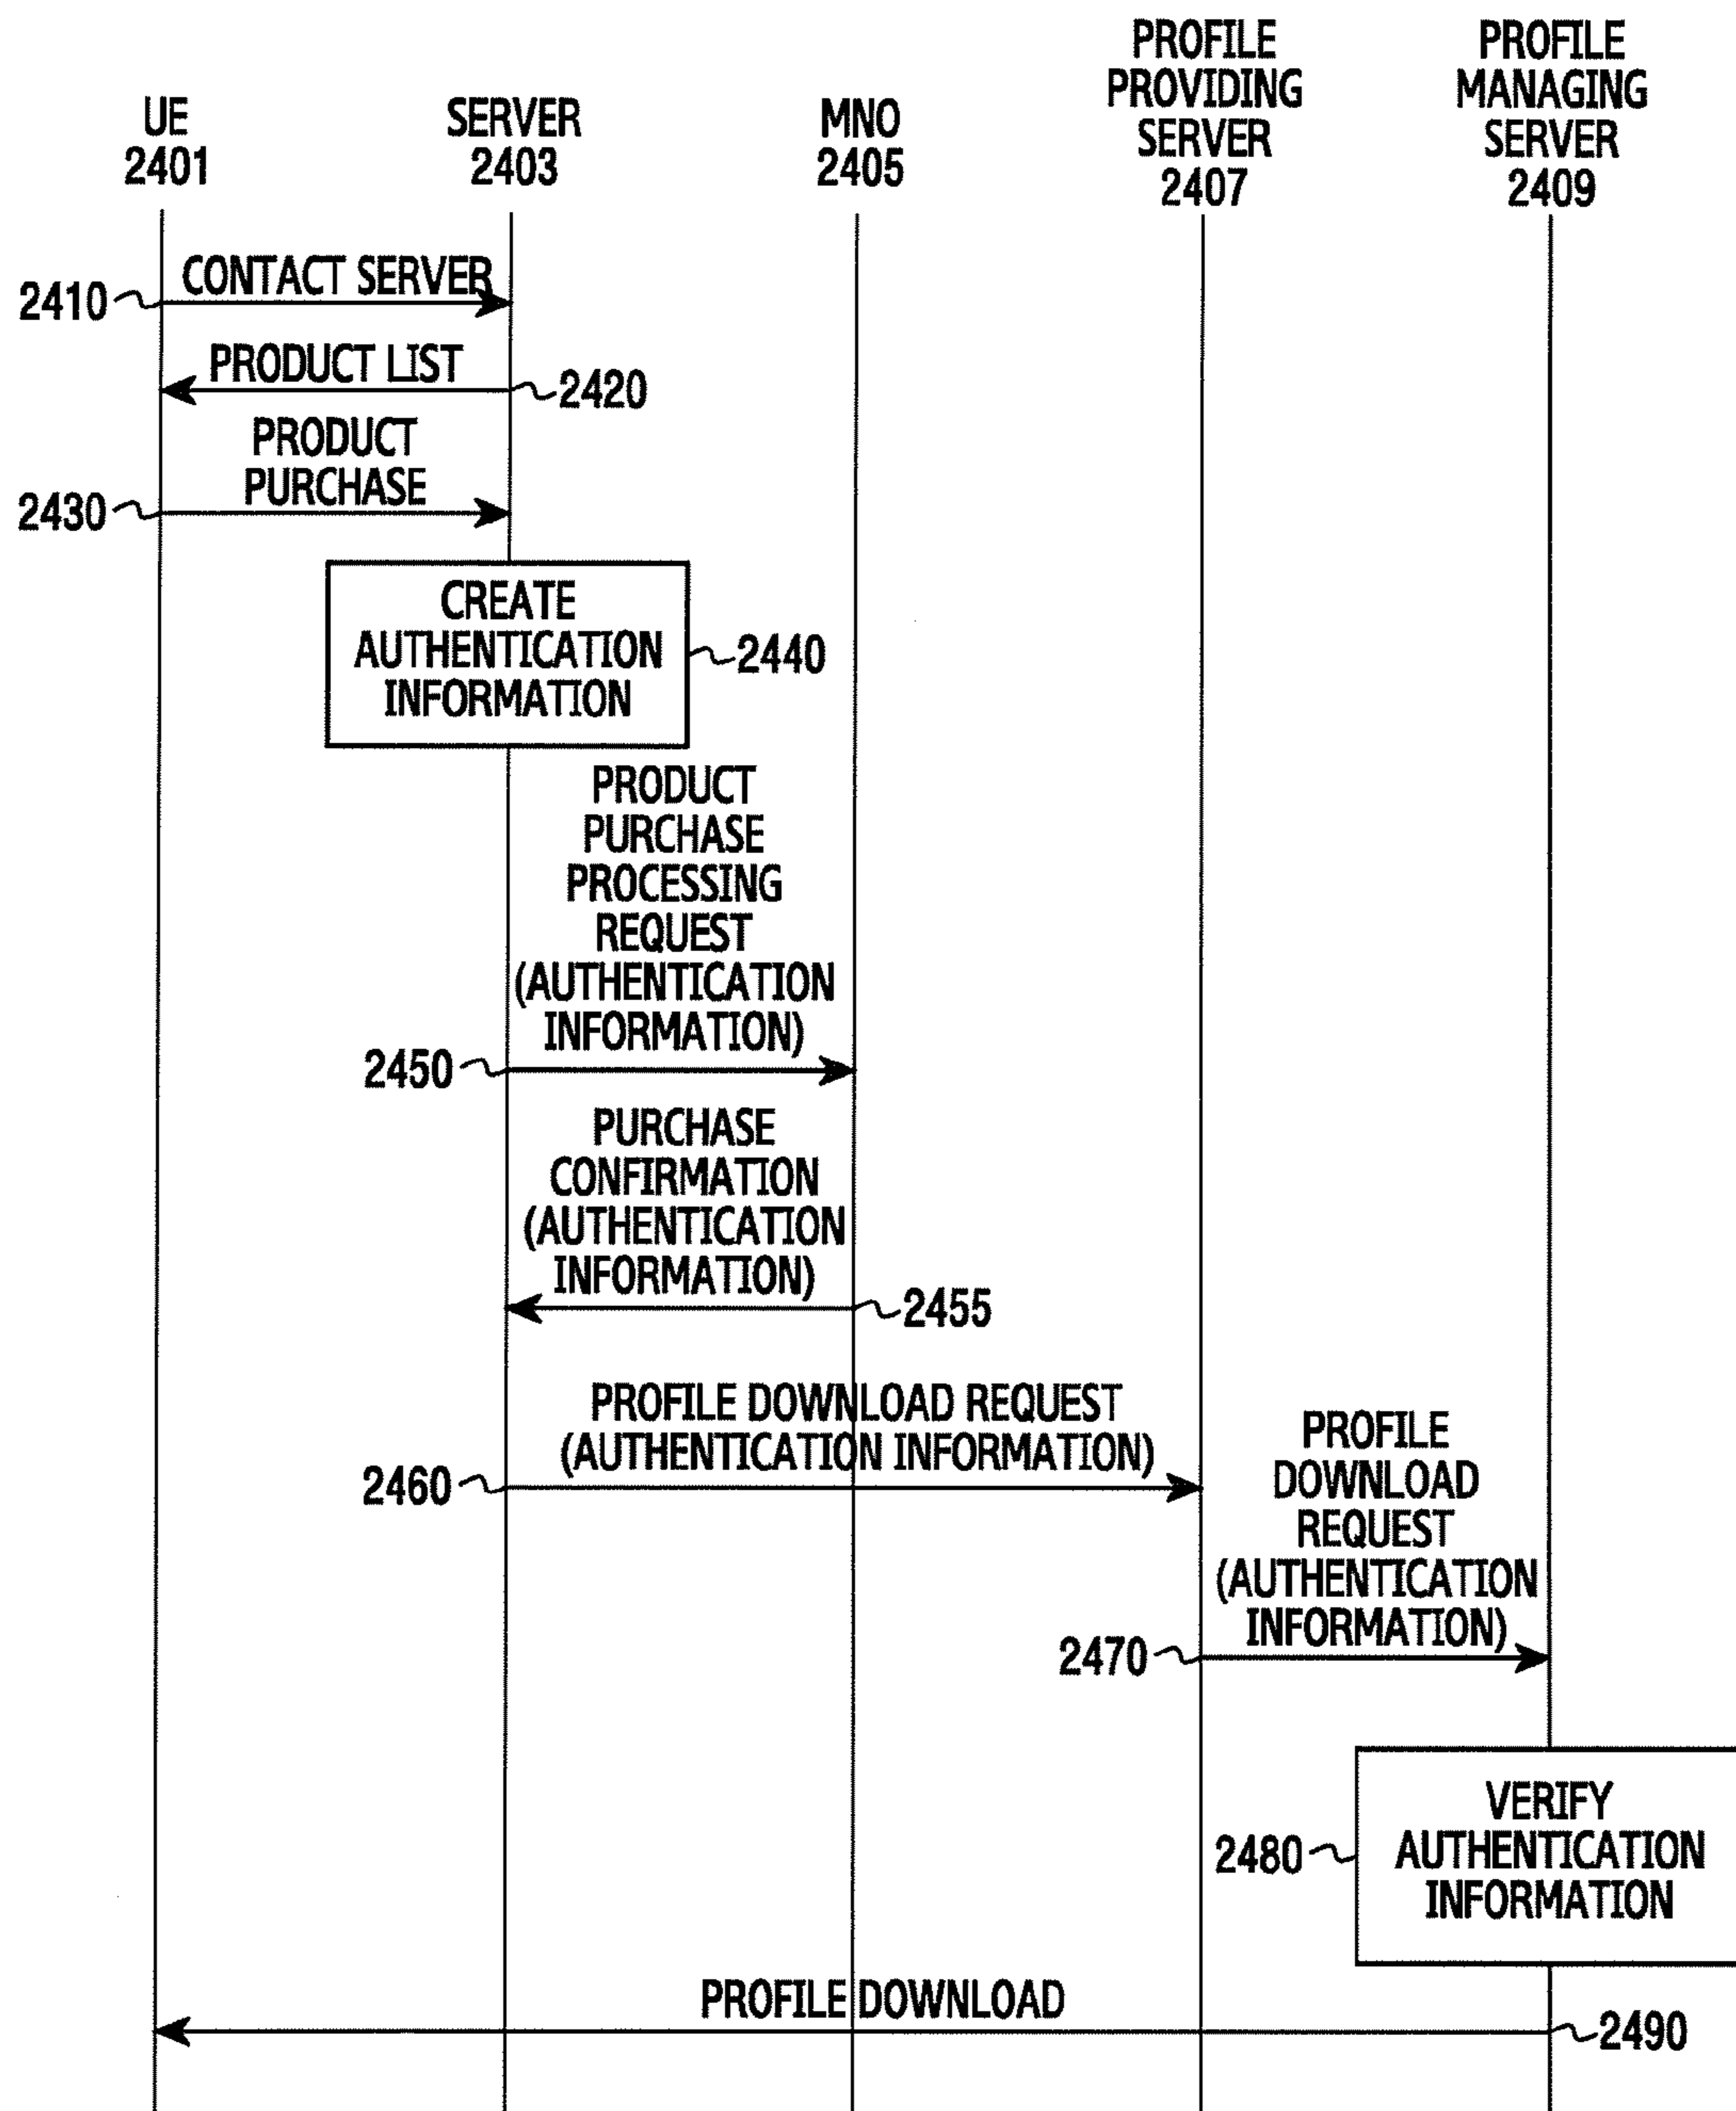 UE
2401
SERVER
2403
MNO
2405
PROFILE
PROVIDING
SERVER
2407
PROFILE
MANAGING
SERVER
2409
CONTACT SERVER
2410
PRODUCT LIST
2420
PRODUCT
PURCHASE
2430
CREATE
AUTHENTICATION
INFORMATION
2440
PRODUCT
PURCHASE
PROCESSING
REQUEST
(AUTHENTICATION
INFORMATION)
2450
PURCHASE
CONFIRMATION
(AUTHENTICATION
INFORMATION)
2455
PROFILE DOWNLOAD REQUEST
(AUTHENTICATION INFORMATION)
2460
PROFILE
DOWNLOAD
REQUEST
(AUTHENTICATION
INFORMATION)
2470
VERIFY
AUTHENTICATION
INFORMATION
2480
PROFILE DOWNLOAD
2490